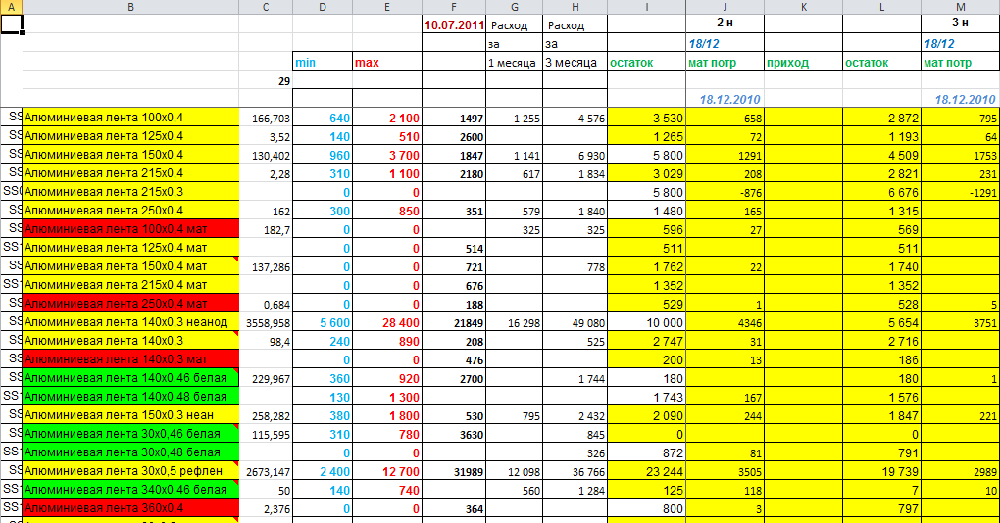 A B C D E F G H I J K L M
10.07.2011 Расход Расход 2 н 3 н
за за 18/12 18/12
min max 1 месяца 3 месяца остаток мат потр приход остаток мат потр
29
18.12.2010 18.12.2010
SS Алюминиевая лента 100х0,4 166,703 640 2 100 1497 1 255 4 576 3 530 658 2 872 795
SS Алюминиевая лента 125х0,4 3,52 140 510 2600 1 265 72 1 193 64
SS Алюминиевая лента 150х0,4 130,402 960 3 700 1847 1 141 6 930 5 800 1291 4 509 1753
SS Алюминиевая лента 215х0,4 2,28 310 1 100 2180 617 1 834 3 029 208 2 821 231
SS Алюминиевая лента 215х0,3 0 0 5 800 -876 6 676 -1291
SS Алюминиевая лента 250х0,4 162 300 850 351 579 1 840 1 480 165 1 315
SS Алюминиевая лента 100х0,4 мат 182,7 0 0 325 325 596 27 569
SS Алюминиевая лента 125х0,4 мат 0 0 514 511 511
SS Алюминиевая лента 150х0,4 мат 137,286 0 0 721 778 1 762 22 1 740
SS Алюминиевая лента 215х0,4 мат 0 0 676 1 352 1 352
SS Алюминиевая лента 250х0,4 мат 0,684 0 0 188 529 1 528 5
SS Алюминиевая лента 140х0,3 неанод 3558,958 5 600 28 400 21849 16 298 49 080 10 000 4346 5 654 3751
SS Алюминиевая лента 140х0,3 98,4 240 890 208 525 2 747 31 2 716
SS Алюминиевая лента 140х0,3 мат 0 0 476 200 13 186
SS Алюминиевая лента 140х0,46 белая 229,967 360 920 2700 1 744 180 180 1
SS Алюминиевая лента 140х0,48 белая 130 1 300 1 743 167 1 576
SS Алюминиевая лента 150х0,3 неан 258,282 380 1 800 530 795 2 432 2 090 244 1 847 221
SS Алюминиевая лента 30х0,46 белая 115,595 310 780 3630 845 0 0
SS Алюминиевая лента 30х0,48 белая 0 0 326 872 81 791
SS Алюминиевая лента 30х0,5 рефлен 2673,147 2 400 12 700 31989 12 098 36 766 23 244 3505 19 739 2989
SS Алюминиевая лента 340х0,46 белая 50 140 740 560 1 284 125 118 7 10
SS Алюминиевая лента 360х0,4 2,376 0 0 364 800 3 797